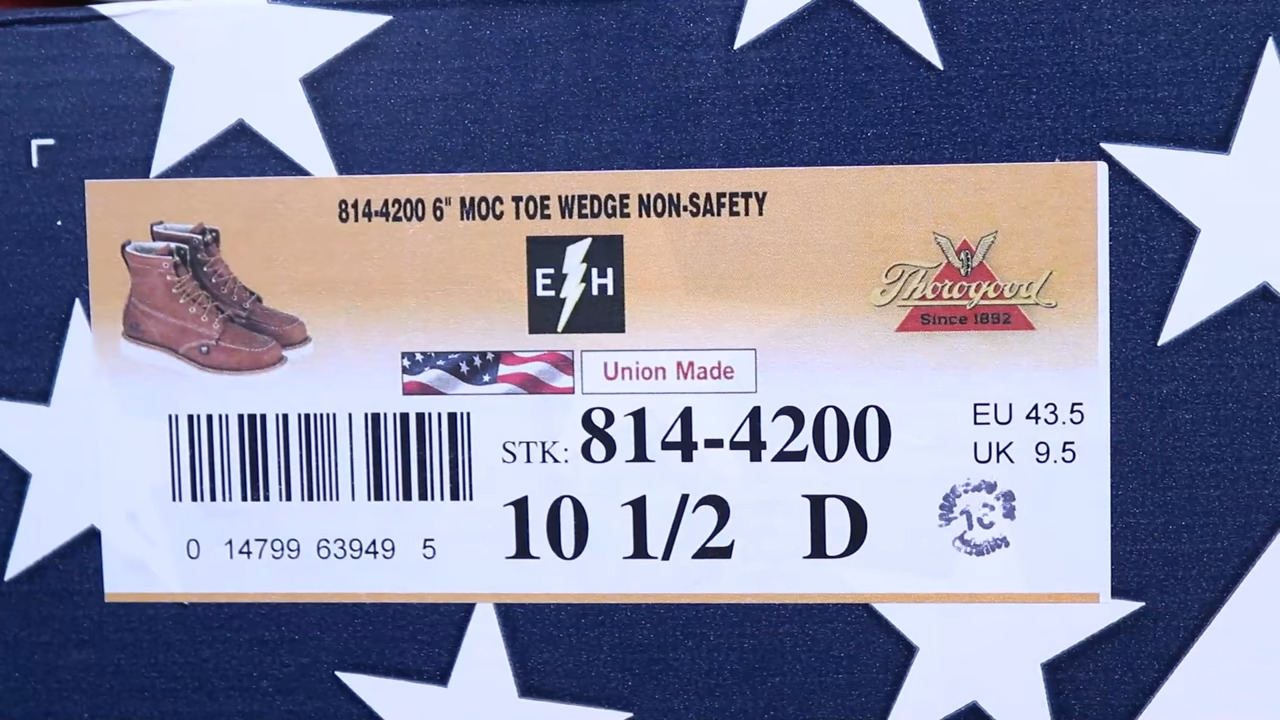 814-4200 6" MOC TOE WEDGE NON-SAFETY
E H
Thorogood
Since 1892
Union Made
STK: 814-4200
EU 43.5
UK 9.5
10 1/2 D
0 14799 63949 5